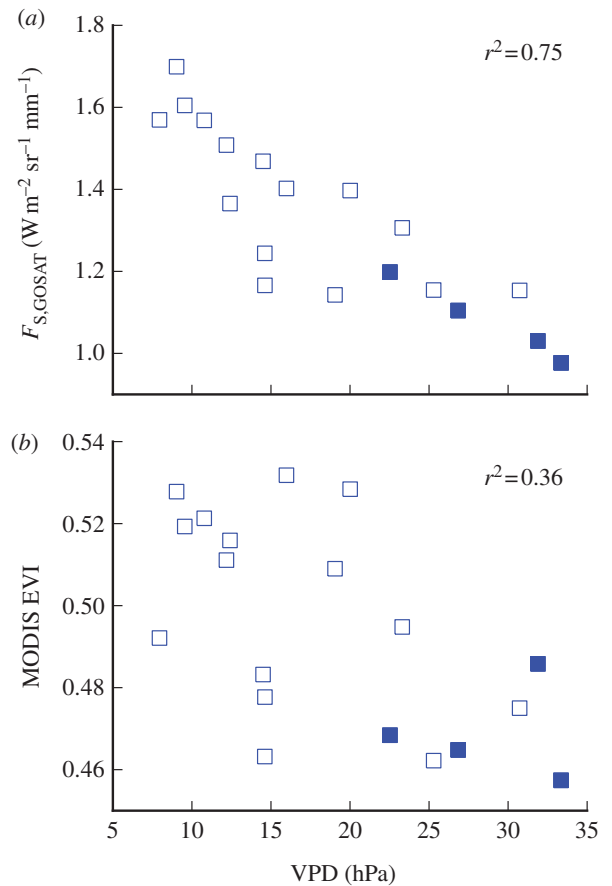 (a)
1.8
1.6
1.4
1.2
1.0
F_S,GOSAT (W m⁻² sr⁻¹ mm⁻¹)
r²=0.75
(b)
0.54
0.52
0.50
0.48
0.46
MODIS EVI
r²=0.36
5 10 15 20 25 30 35
VPD (hPa)